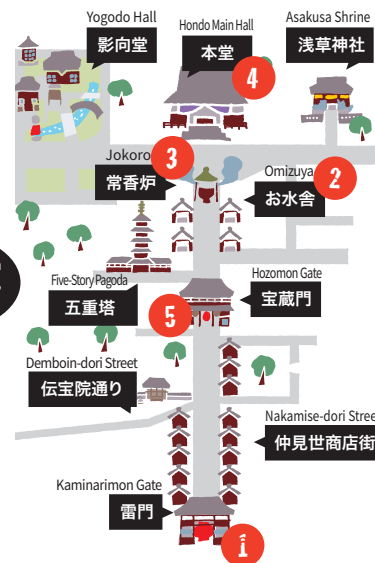 Yogodo Hall
影向堂
Hondo Main Hall
本堂
4
Asakusa Shrine
浅草神社
Jokoro
3
常香炉
Omizuya
2
お水舎
Five-Story Pagoda
五重塔
Hozomon Gate
宝蔵門
5
Demboin-dori Street
伝宝院通り
Nakamise-dori Stree
仲見世商店街
Kaminarimon Gate
雷門
1